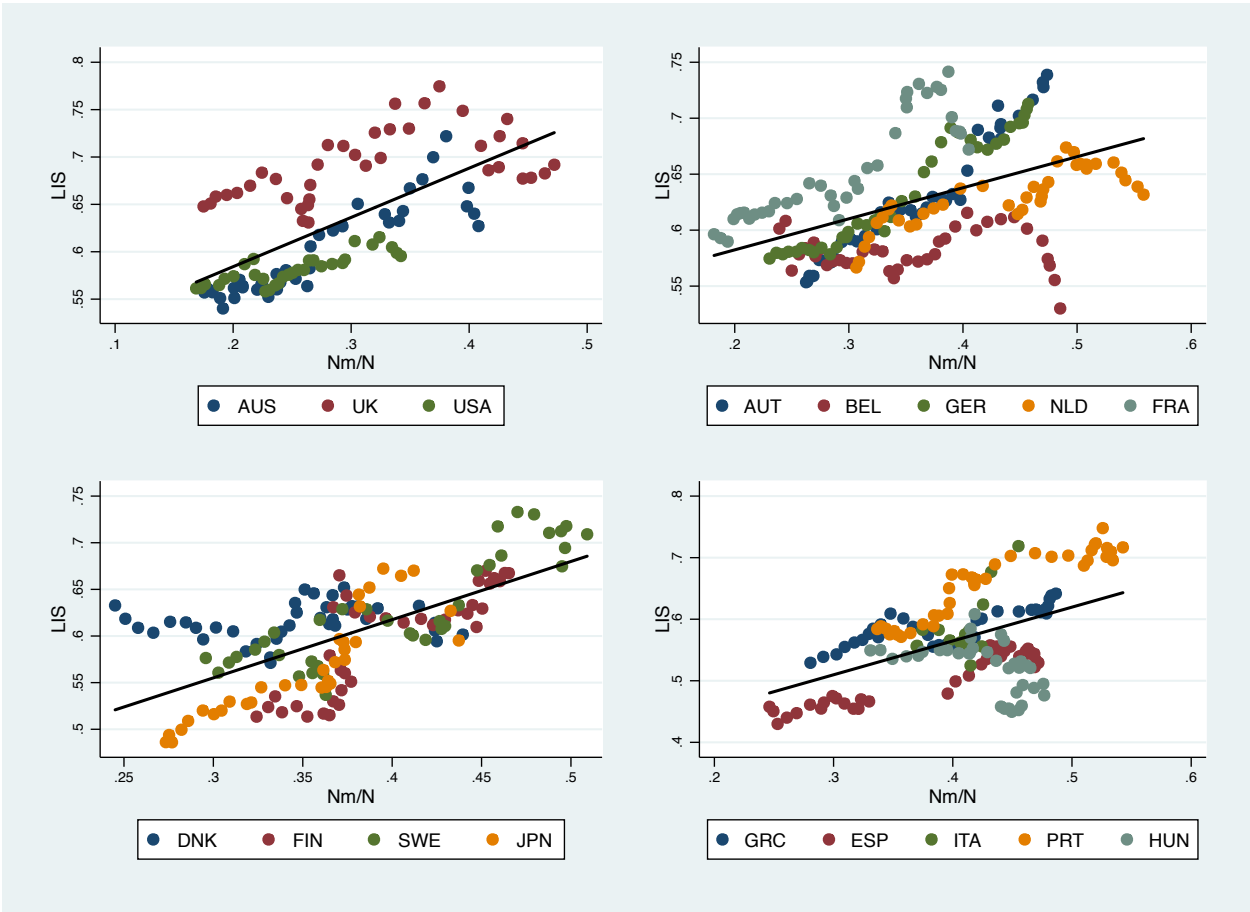 LIS
.8
.75
.7
.65
.6
.55
.1 .2 .3 .4 .5
Nm/N
AUS UK USA
LIS
.75
.7
.65
.6
.55
.2 .3 .4 .5 .6
Nm/N
AUT BEL GER NLD FRA
LIS
.75
.7
.65
.6
.55
.5
.25 .3 .35 .4 .45 .5
Nm/N
DNK FIN SWE JPN
LIS
.8
.7
.6
.5
.4
.2 .3 .4 .5 .6
Nm/N
GRC ESP ITA PRT HUN